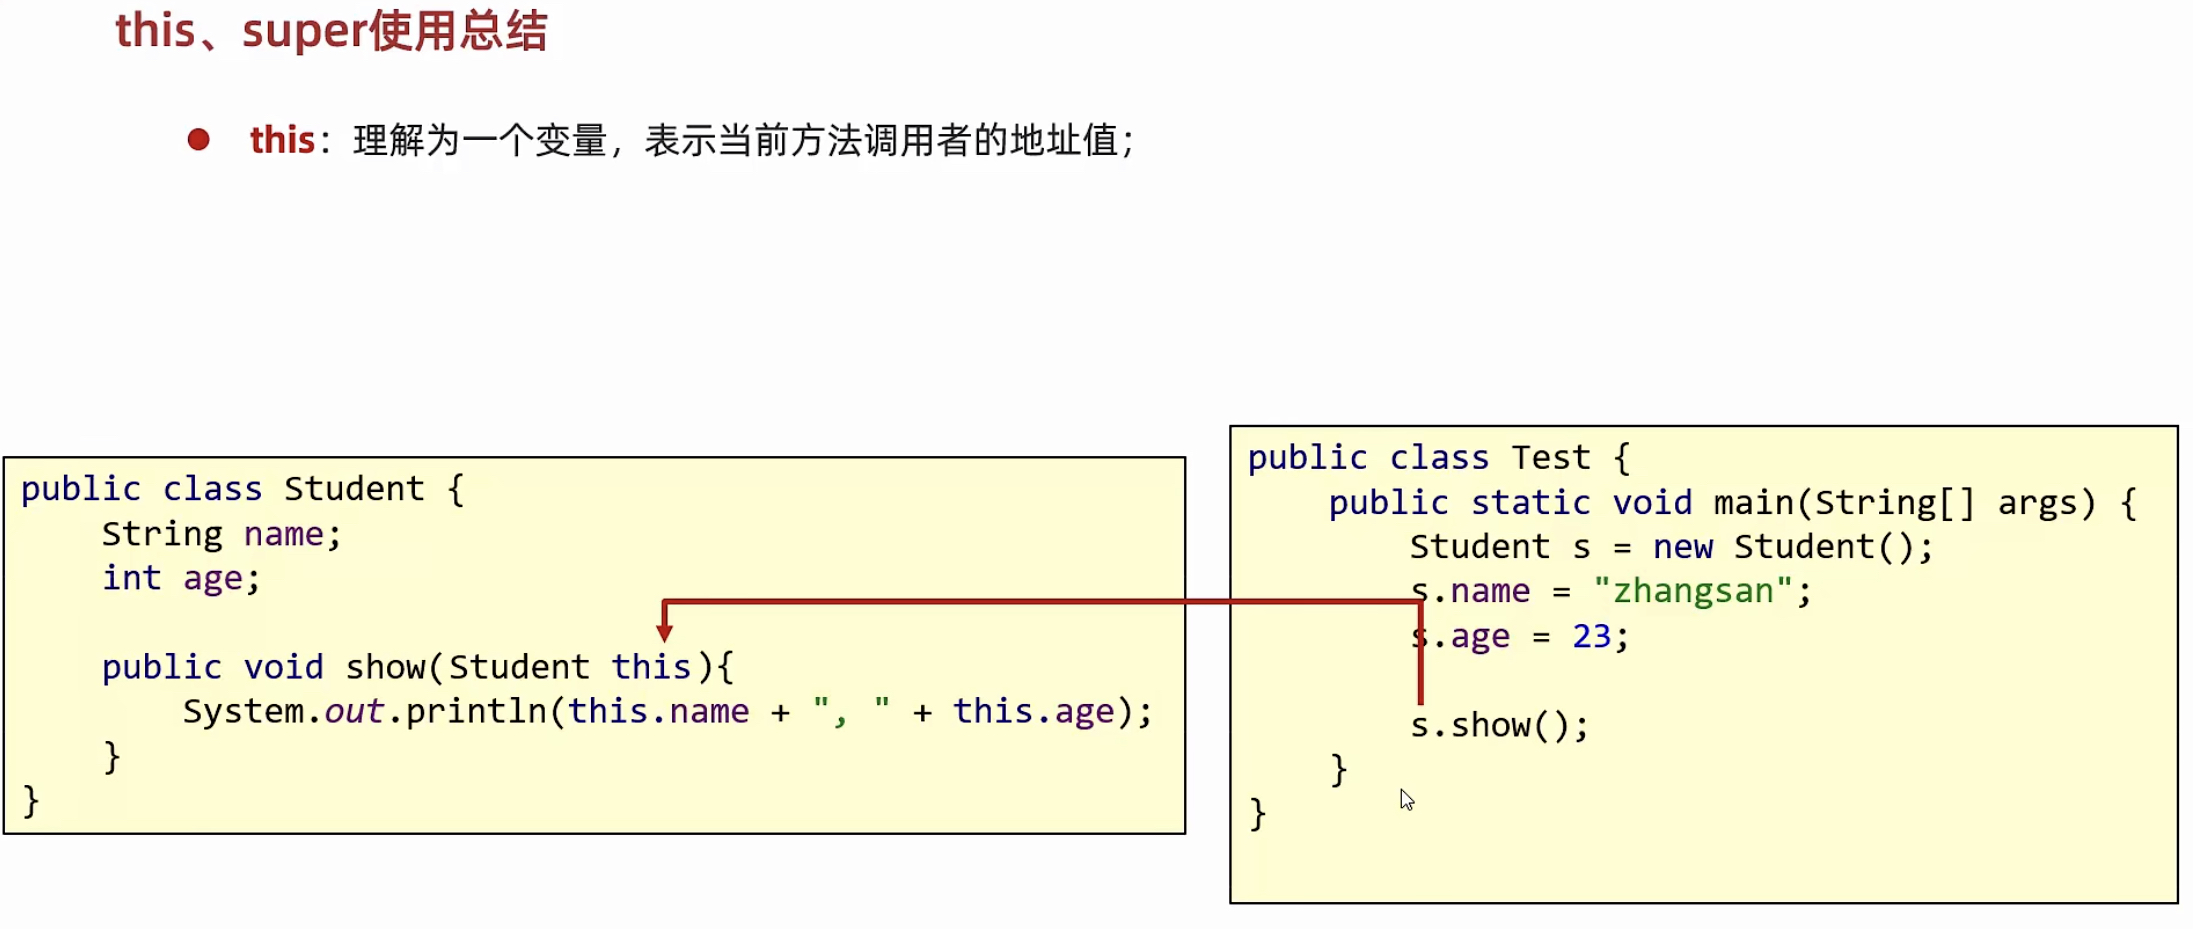 this、super使用总结
this：理解为一个变量，表示当前方法调用者的地址值；
public class Student {
String name;
int age;
public void show(Student this){
System.out.println(this.name + ", " + this.age);
}
}
public class Test {
public static void main(String[] args) {
Student s = new Student();
s.name = "zhangsan";
s.age = 23;
s.show();
}
}